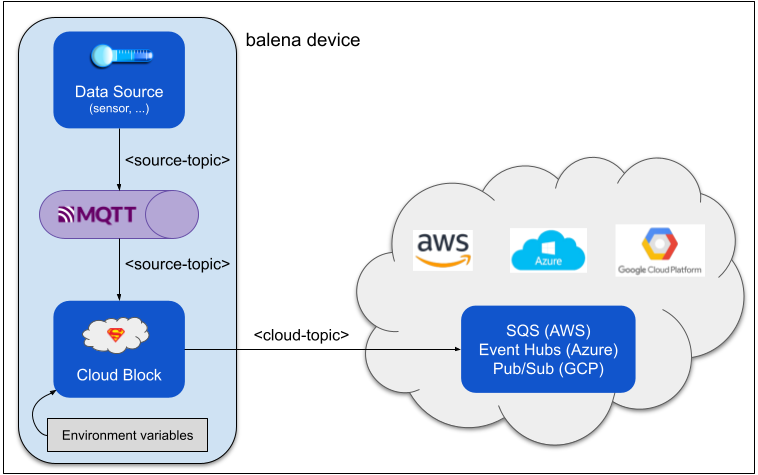 balena device
Data Source
(sensor, ...)
<source-topic>
MQTT
<source-topic>
Cloud Block
Environment variables
<cloud-topic>
aws
Azure
Google Cloud Platform
SQS (AWS)
Event Hubs (Azure)
Pub/Sub (GCP)